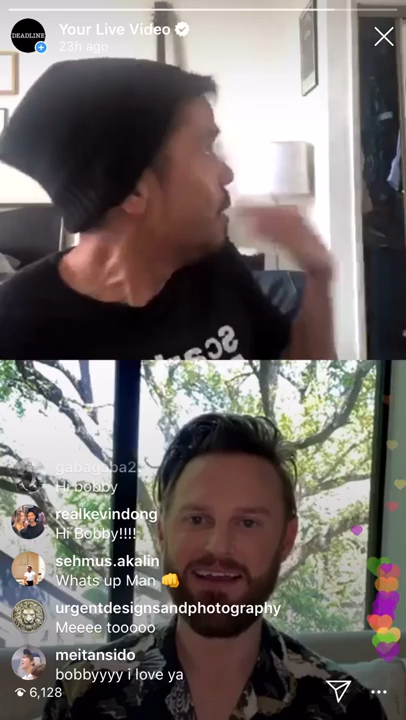 DEADLINE
Your Live Video
23h ago
gabagaba2
Hi bobby
realkevindong
Hi Bobby!!!!
sehmus.akalin
Whats up Man 👊
urgentdesignsandphotography
Meeee tooooo
meitansido
bobbyyyy i love ya
6,128